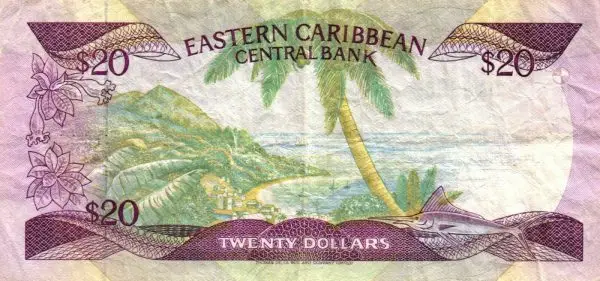 EASTERN CARIBBEAN
CENTRAL BANK
$20
$20
$20
TWENTY DOLLARS